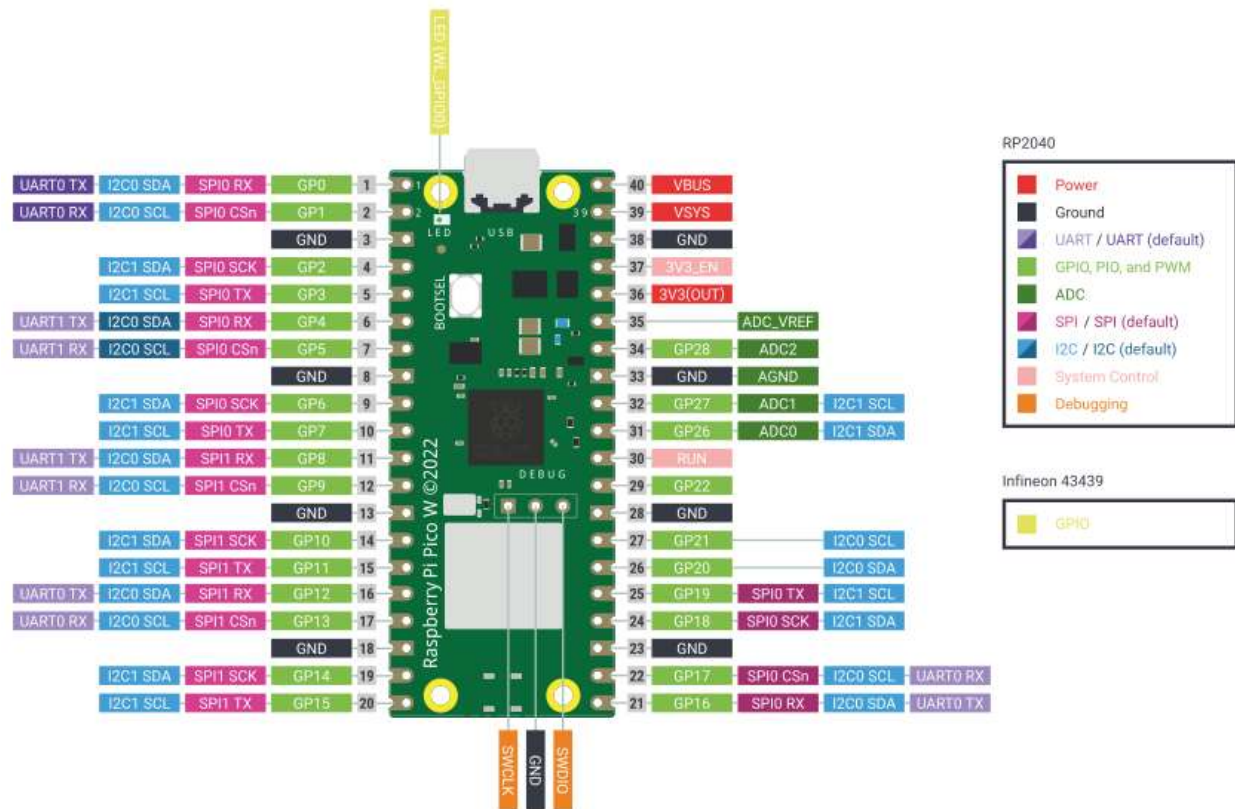 LED (WL_GPIO0)
UART0 TX I2C0 SDA SPI0 RX GP0 1
UART0 RX I2C0 SCL SPI0 CSn GP1 2
GND 3
I2C1 SDA SPI0 SCK GP2 4
I2C1 SCL SPI0 TX GP3 5
UART1 TX I2C0 SDA SPI0 RX GP4 6
UART1 RX I2C0 SCL SPI0 CSn GP5 7
GND 8
I2C1 SDA SPI0 SCK GP6 9
I2C1 SCL SPI0 TX GP7 10
UART1 TX I2C0 SDA SPI1 RX GP8 11
UART1 RX I2C0 SCL SPI1 CSn GP9 12
GND 13
I2C1 SDA SPI1 SCK GP10 14
I2C1 SCL SPI1 TX GP11 15
UART0 TX I2C0 SDA SPI1 RX GP12 16
UART0 RX I2C0 SCL SPI1 CSn GP13 17
GND 18
I2C1 SDA SPI1 SCK GP14 19
I2C1 SCL SPI1 TX GP15 20
1
2
39
LED
USB
BOOTSEL
DEBUG
Raspberry Pi Pico W ©2022
40 VBUS
39 VSYS
38 GND
37 3V3_EN
36 3V3(OUT)
35 ADC_VREF
34 GP28 ADC2
33 GND AGND
32 GP27 ADC1 I2C1 SCL
31 GP26 ADC0 I2C1 SDA
30 RUN
29 GP22
28 GND
27 GP21 I2C0 SCL
26 GP20 I2C0 SDA
25 GP19 SPI0 TX I2C1 SCL
24 GP18 SPI0 SCK I2C1 SDA
23 GND
22 GP17 SPI0 CSn I2C0 SCL UART0 RX
21 GP16 SPI0 RX I2C0 SDA UART0 TX
SWCLK
GND
SWDIO
RP2040
Power
Ground
UART / UART (default)
GPIO, PIO, and PWM
ADC
SPI / SPI (default)
I2C / I2C (default)
System Control
Debugging
Infineon 43439
GPIO